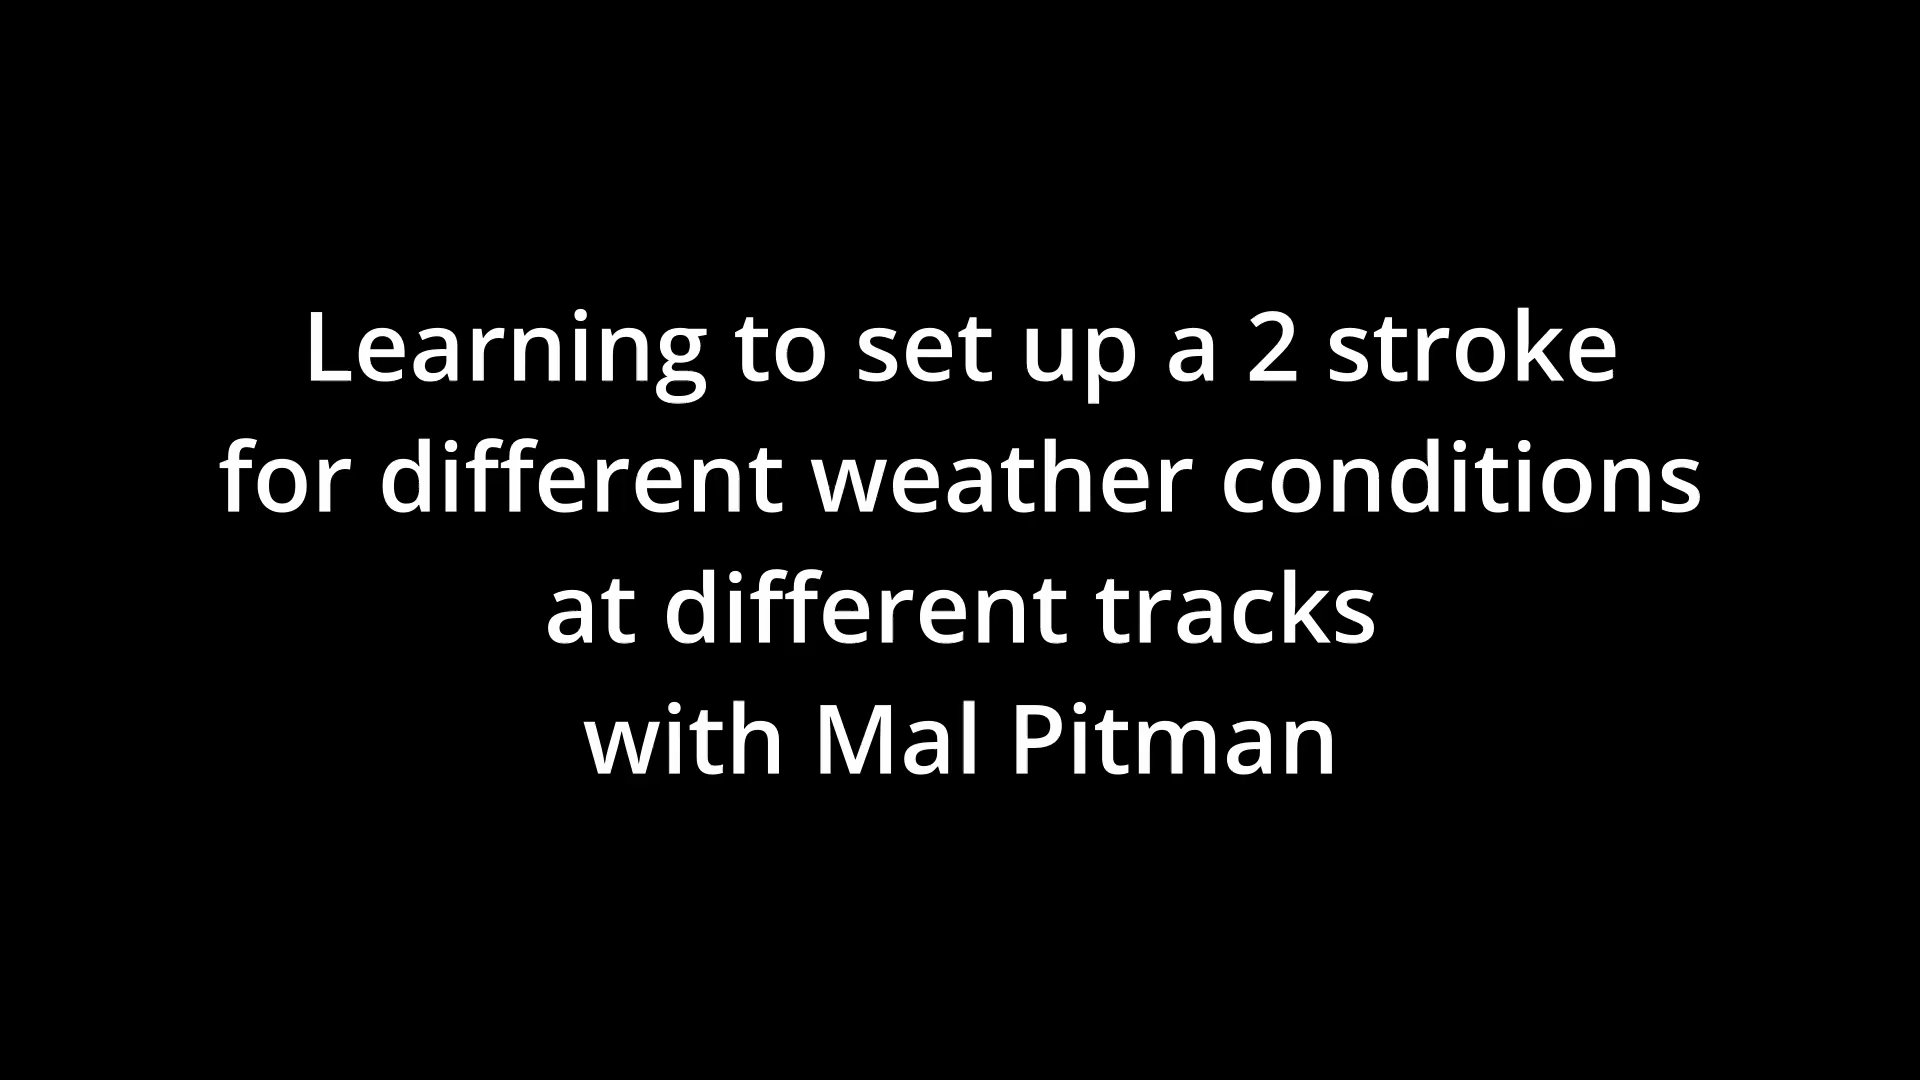 Learning to set up a 2 stroke
for different weather conditions
at different tracks
with Mal Pitman